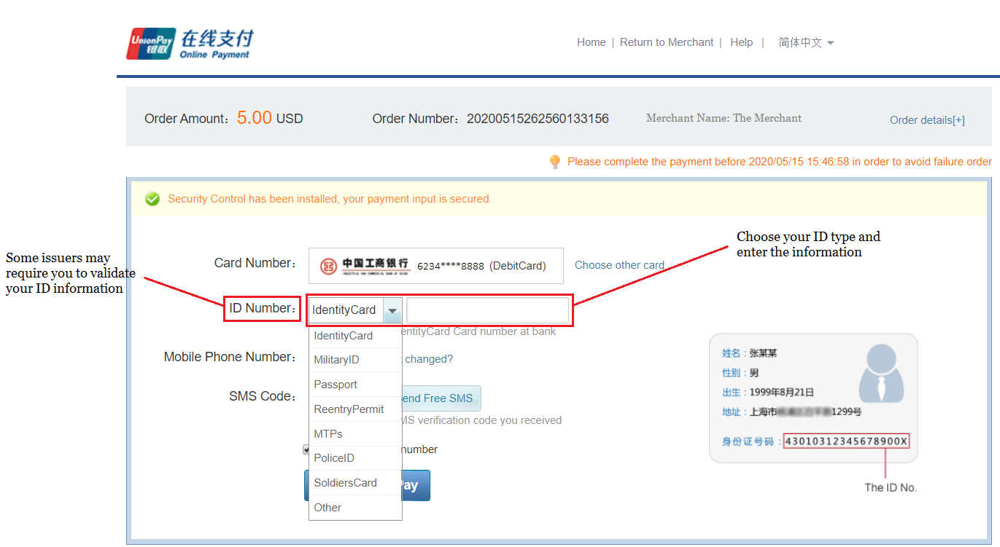 UnionPay 银联 在线支付
Online Payment
Home | Return to Merchant | Help | 简体中文
Order Amount： 5.00 USD Order Number： 20200515262560133156 Merchant Name: The Merchant Order details[+]
Please complete the payment before 2020/05/15 15:46:58 in order to avoid failure order
Security Control has been installed, your payment input is secured.
Choose your ID type and
enter the information
Some issuers may
require you to validate
your ID information
Card Number： 中国工商银行 6234****8888 (DebitCard) Choose other card
INDUSTRIAL AND COMMERCIAL BANK OF CHINA
ID Number： IdentityCard
IdentityCard entityCard Card number at bank
Mobile Phone Number： MilitaryID changed?
Passport
SMS Code： end Free SMS
ReentryPermit
MS verification code you received
MTPs
number
PoliceID
SoldiersCard ay
Other
姓名：张某某
性别：男
出生：1999年8月21日
地址：上海市 1299号
身份证号码：43010312345678900X
The ID No.